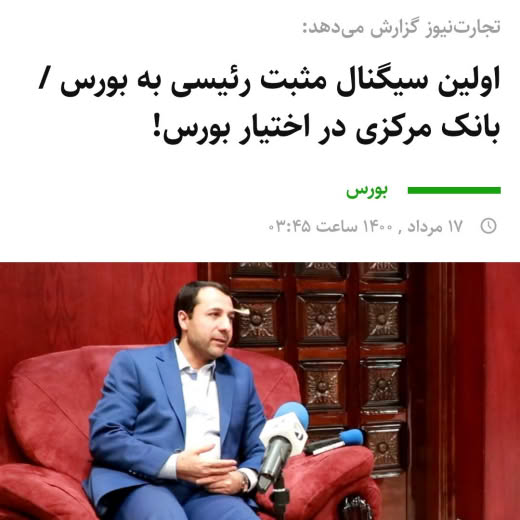 تجارت‌نیوز گزارش می‌دهد:
اولین سیگنال مثبت رئیسی به بورس /
بانک مرکزی در اختیار بورس!
بورس
۱۷ مرداد , ۱۴۰۰ ساعت ۰۳:۴۵